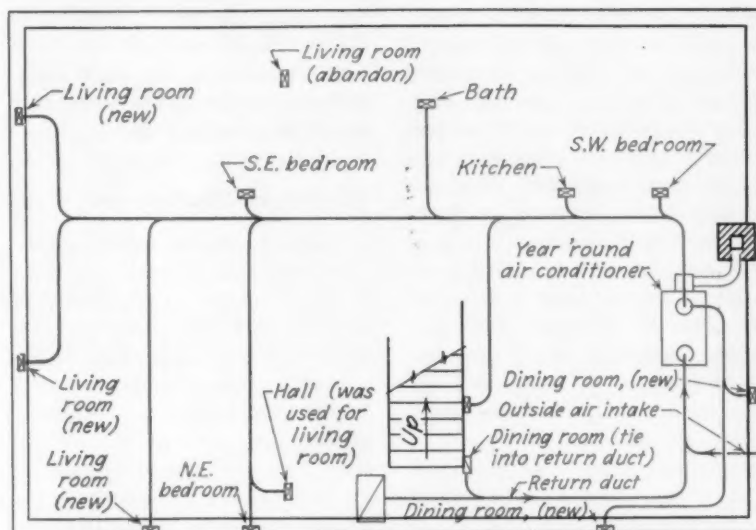 Living room
(abandon)
Living room
(new)
Bath
S.E. bedroom
Kitchen
S.W. bedroom
Year 'round
air conditioner
Living
room
(new)
Hall (was
used for
living
room)
Up
Dining room, (new)
Outside air intake
Dining room (tie
into return duct)
Return duct
Living
room
(new)
N.E.
bedroom
Dining room, (new)